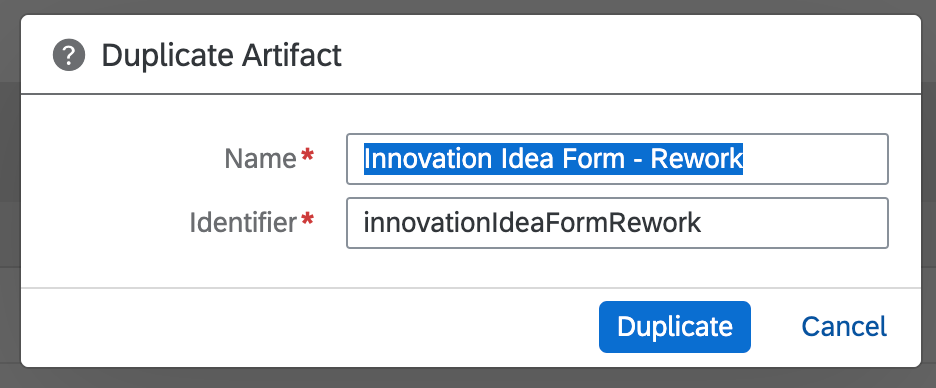 Duplicate Artifact
Name*
Innovation Idea Form - Rework
Identifier*
innovationIdeaFormRework
Duplicate
Cancel